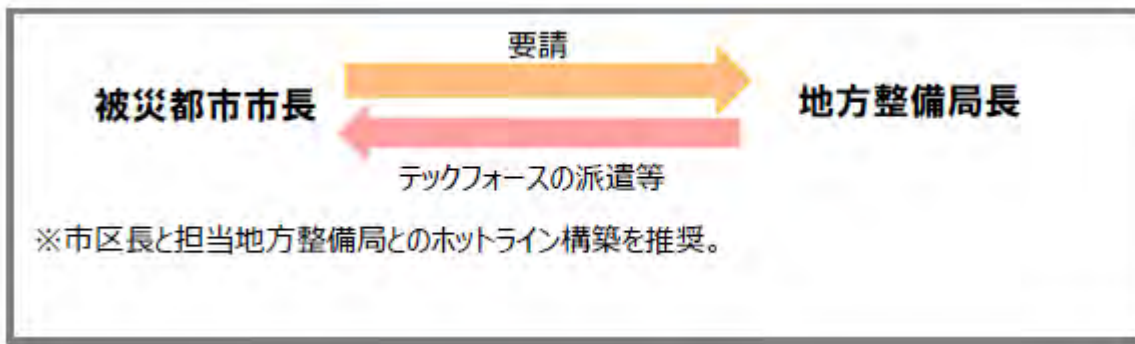 要請
被災都市市長
地方整備局長
テックフォースの派遣等
※市区長と担当地方整備局とのホットライン構築を推奨。